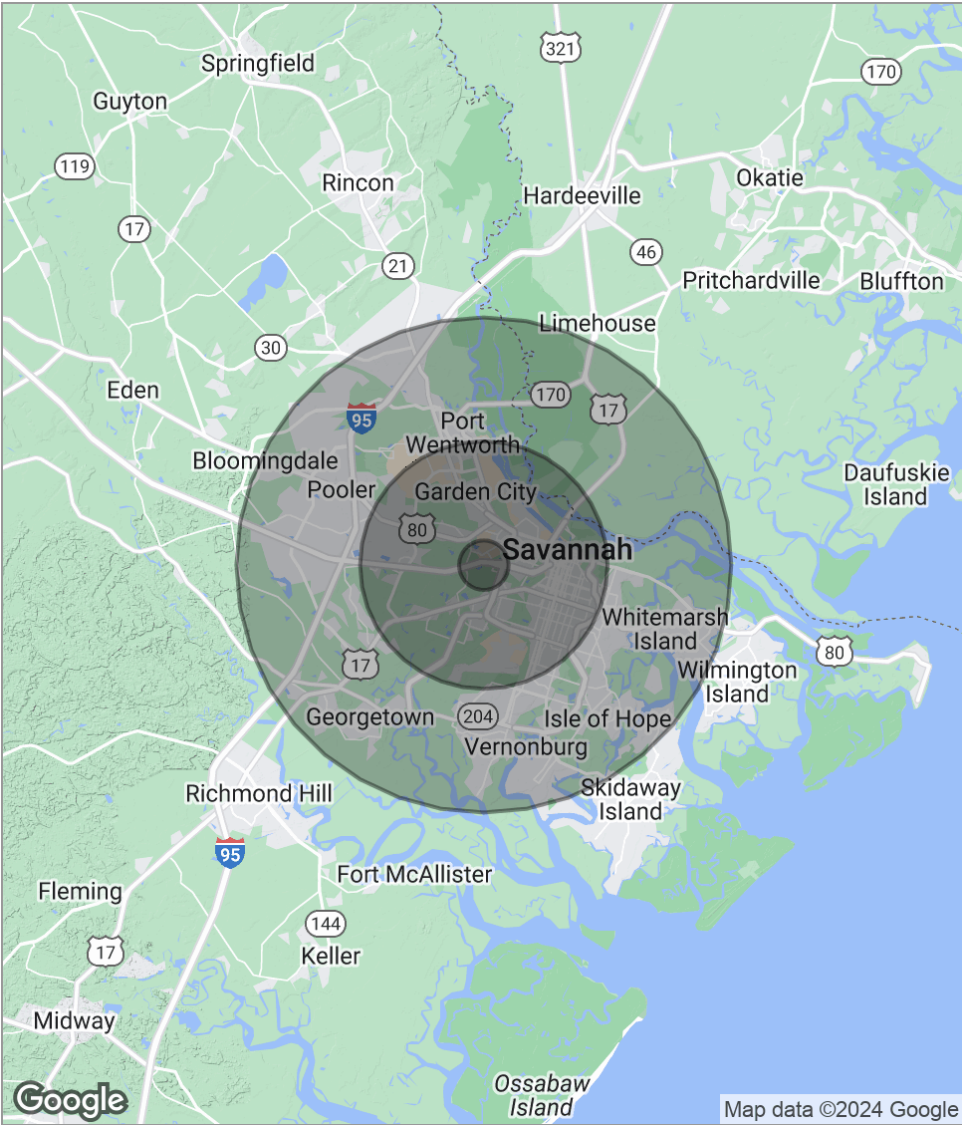 321
Springfield
170
Guyton
119
Rincon
Okatie
Hardeeville
17
46
21
Pritchardville
Bluffton
Limehouse
30
Eden
170
17
95
Port
Wentworth
Bloomingdale
Daufuskie
Island
Pooler
Garden City
80
Savannah
Whitemarsh
Island
80
17
Wilmington
Island
Georgetown
204
Isle of Hope
Vernonburg
Richmond Hill
Skidaway
Island
95
Fort McAllister
Fleming
144
17
Keller
Midway
Ossabaw
Island
Google
Map data ©2024 Google